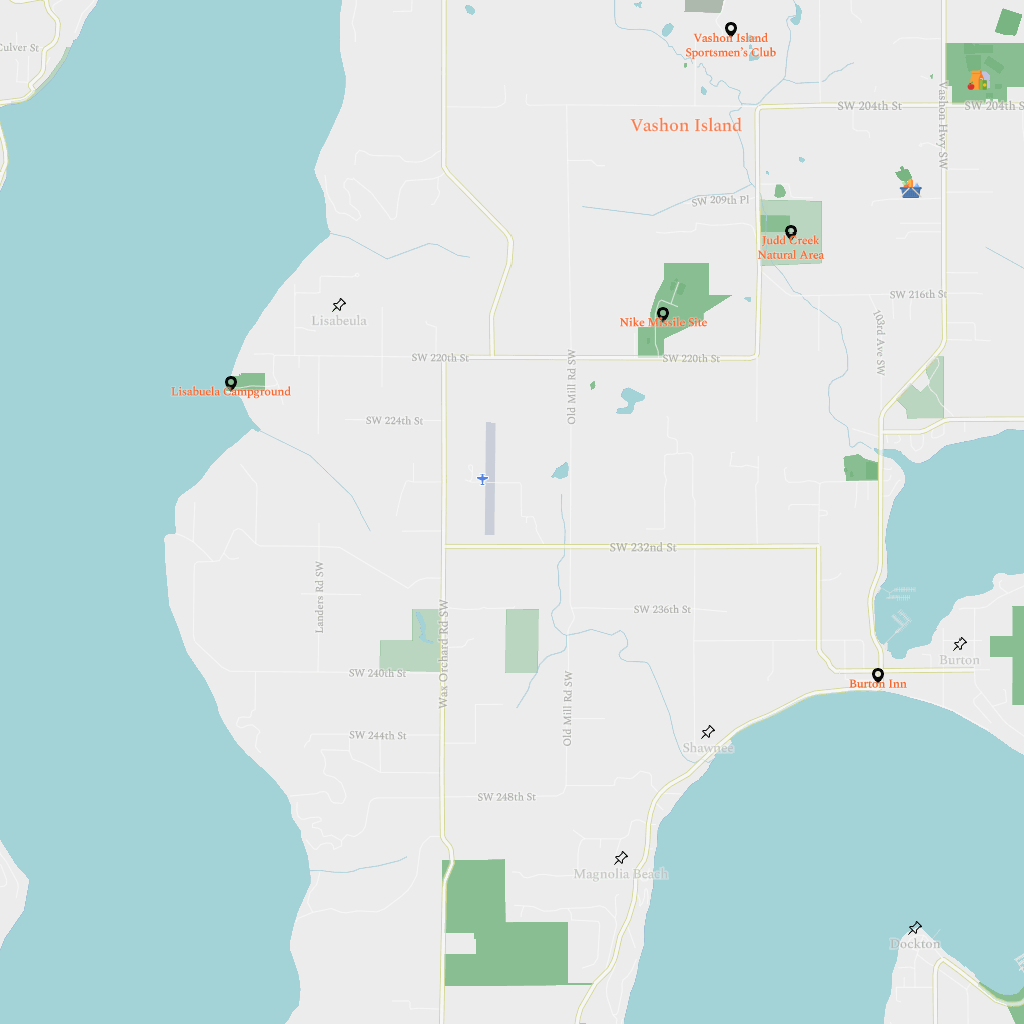 Vashon Island
Sportsmen's Club
Culver St
SW 204th St
SW 204th S
Vashon Hwy SW
Vashon Island
SW 209th Pl
Judd Creek
Natural Area
SW 216th St
Lisabeula
Nike Missile Site
103rd Ave SW
SW 220th St
SW 220th St
Old Mill Rd SW
Lisabuela Campground
SW 224th St
SW 232nd St
Landers Rd SW
SW 236th St
Wax Orchard Rd SW
Burton
SW 240th St
Burton Inn
Old Mill Rd SW
SW 244th St
Shawnee
SW 248th St
Magnolia Beach
Dockton